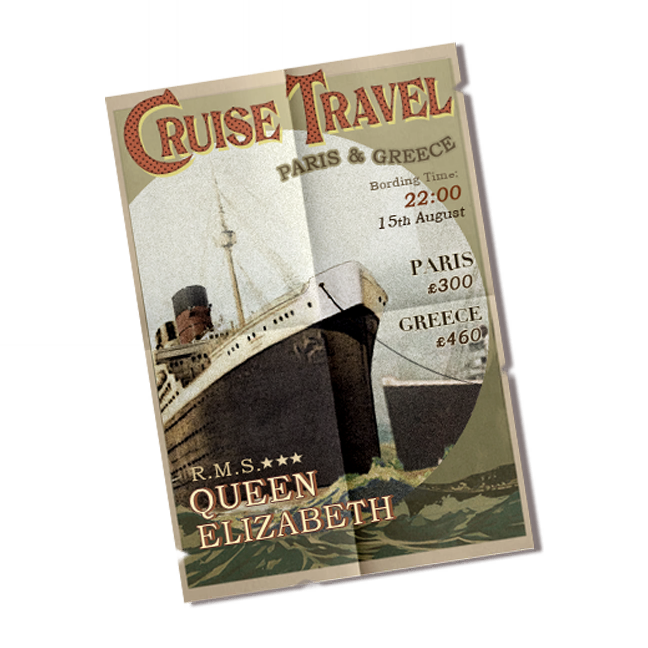 CRUISE TRAVEL
PARIS & GREECE
Bording Time:
22:00
15th August
PARIS
£300
GREECE
£460
R.M.S.★★★
QUEEN
ELIZABETH